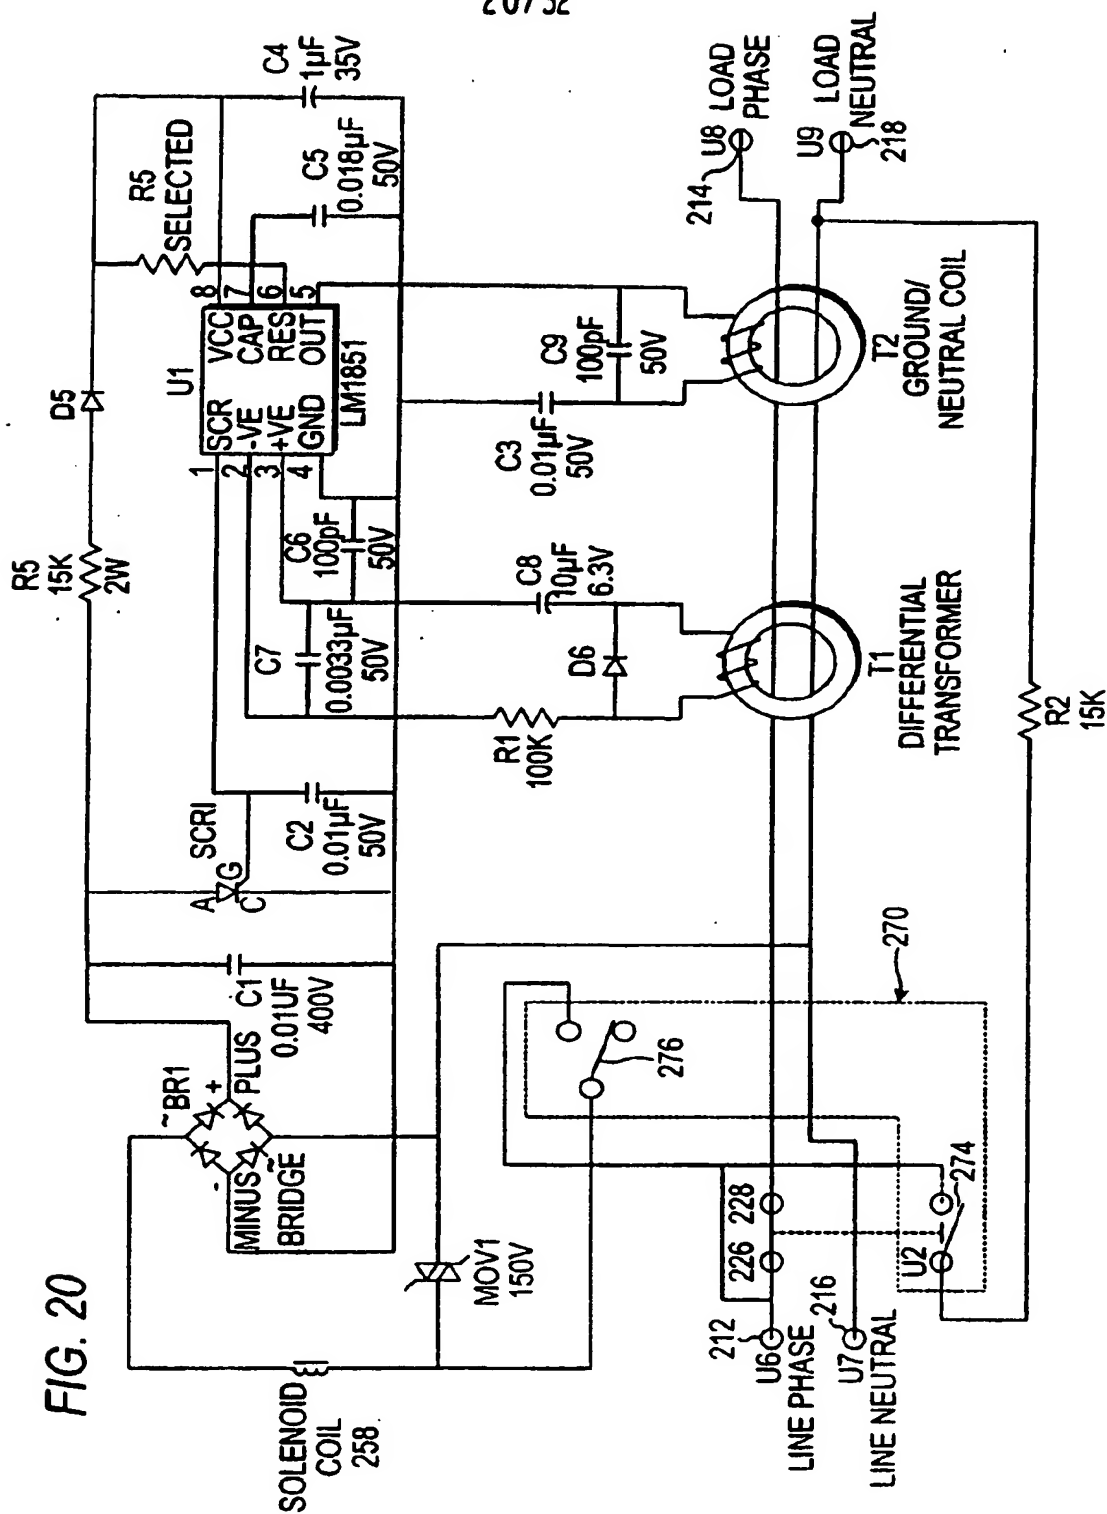 20/32
FIG. 20
SOLENOID
COIL
258
MOV1
150V
~BR1
+
PLUS
-
MINUS
~
BRIDGE
C1
0.01UF
400V
SCRI
A
G
C
C2
0.01µF
50V
R5
15K
2W
D5
R5
SELECTED
C4
1µF
35V
C5
0.018µF
50V
U1
1
2
3
4
SCR
-VE
+VE
GND
VCC
CAP
RES
OUT
8
7
6
5
LM1851
C6
100pF
50V
C7
0.0033µF
50V
C8
10µF
6.3V
D6
R1
100K
C3
0.01µF
50V
C9
100pF
50V
T1
DIFFERENTIAL
TRANSFORMER
T2
GROUND/
NEUTRAL COIL
214
U8
LOAD
PHASE
U9
218
LOAD
NEUTRAL
R2
15K
270
276
274
U2
226
228
212
U6
LINE PHASE
216
U7
LINE NEUTRAL